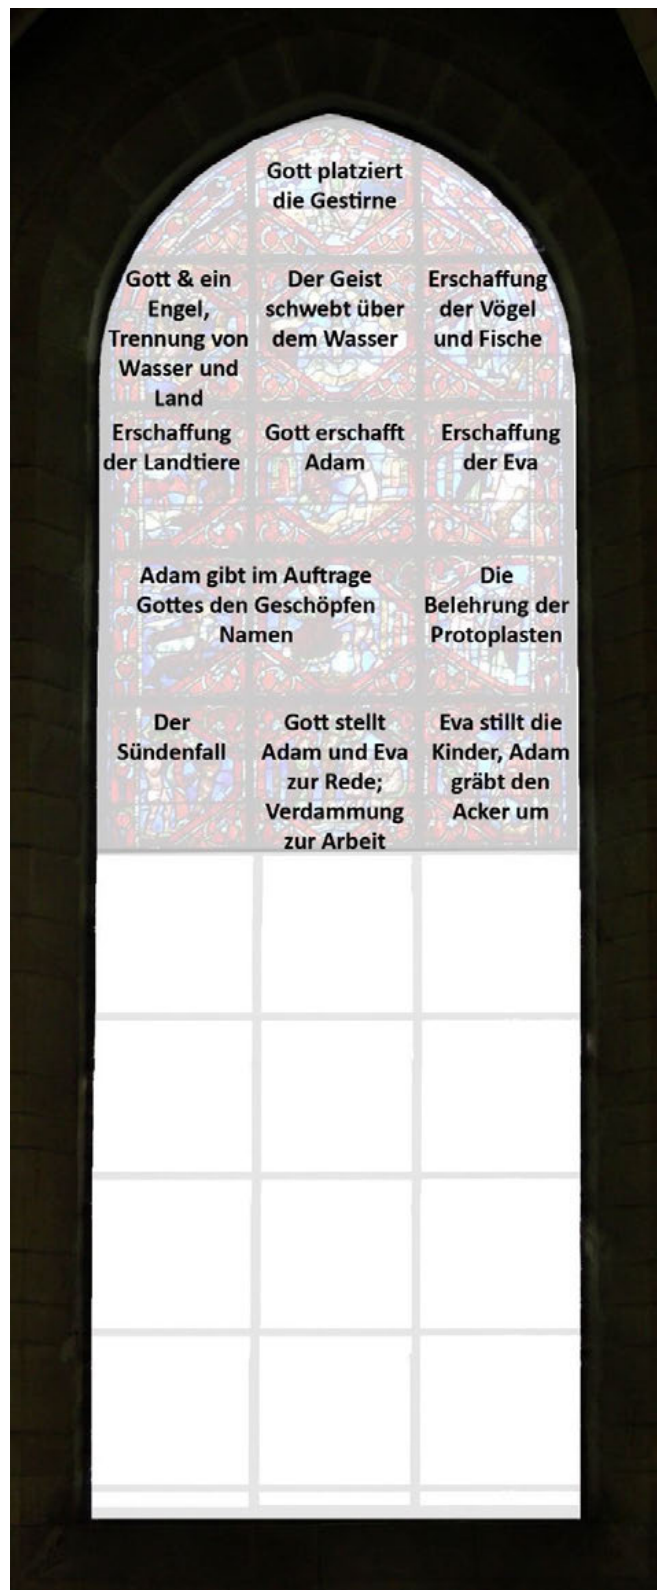 Gott platziert
die Gestirne
Gott & ein
Engel,
Trennung von
Wasser und
Land
Der Geist
schwebt über
dem Wasser
Erschaffung
der Vögel
und Fische
Erschaffung
der Landtiere
Gott erschafft
Adam
Erschaffung
der Eva
Adam gibt im Auftrage
Gottes den Geschöpfen
Namen
Die
Belehrung der
Protoplasten
Der
Sündenfall
Gott stellt
Adam und Eva
zur Rede;
Verdammung
zur Arbeit
Eva stillt die
Kinder, Adam
gräbt den
Acker um